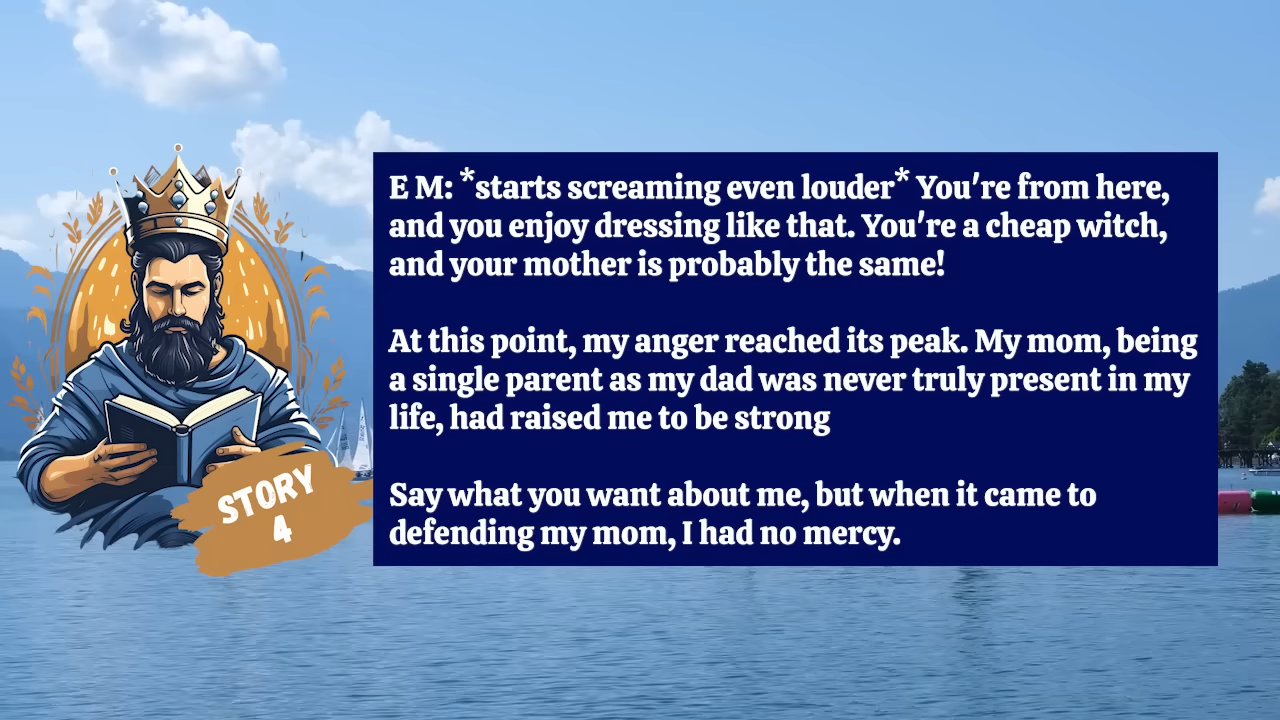 E M: *starts screaming even louder* You're from here,
and you enjoy dressing like that. You're a cheap witch,
and your mother is probably the same!
At this point, my anger reached its peak. My mom, being
a single parent as my dad was never truly present in my
life, had raised me to be strong
Say what you want about me, but when it came to
defending my mom, I had no mercy.
STORY
4